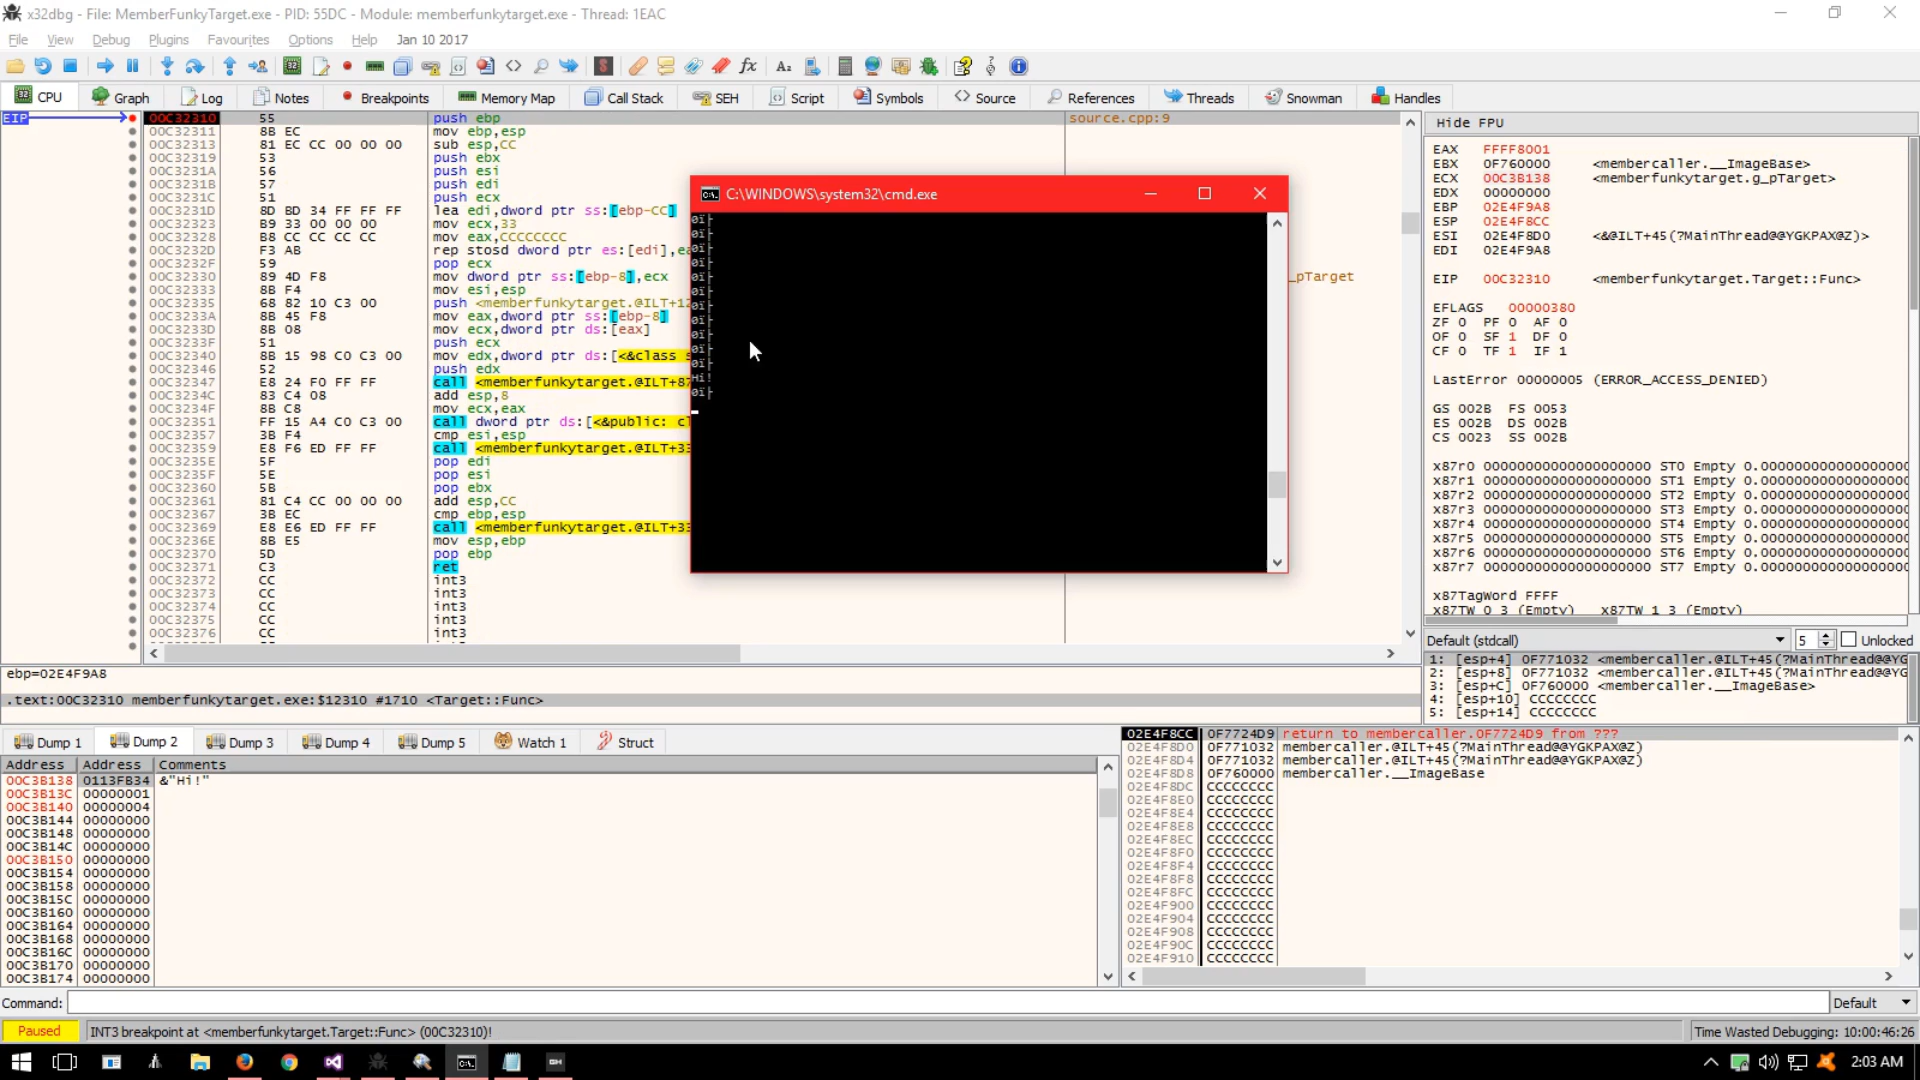 x32dbg - File: MemberFunkyTarget.exe - PID: 55DC - Module: memberfunkytarget.exe - Thread: 1EAC
File View Debug Plugins Favourites Options Help Jan 10 2017
CPU Graph Log Notes Breakpoints Memory Map Call Stack SEH Script Symbols Source References Threads Snowman Handles
EIP 00C32310 55 push ebp source.cpp:9
00C32311 8B EC mov ebp,esp
00C32313 81 EC CC 00 00 00 sub esp,CC
00C32319 53 push ebx
00C3231A 56 push esi
00C3231B 57 push edi
00C3231C 51 push ecx
00C3231D 8D BD 34 FF FF FF lea edi,dword ptr ss:[ebp-CC]
00C32323 B9 33 00 00 00 mov ecx,33
00C32328 B8 CC CC CC CC mov eax,CCCCCCCC
00C3232D F3 AB rep stosd dword ptr es:[edi],ea
00C3232F 59 pop ecx
00C32330 89 4D F8 mov dword ptr ss:[ebp-8],ecx _pTarget
00C32333 8B F4 mov esi,esp
00C32335 68 82 10 C3 00 push <memberfunkytarget.@ILT+12
00C3233A 8B 45 F8 mov eax,dword ptr ss:[ebp-8]
00C3233D 8B 08 mov ecx,dword ptr ds:[eax]
00C3233F 51 push ecx
00C32340 8B 15 98 C0 C3 00 mov edx,dword ptr ds:[<&class s
00C32346 52 push edx
00C32347 E8 24 F0 FF FF call <memberfunkytarget.@ILT+87
00C3234C 83 C4 08 add esp,8
00C3234F 8B C8 mov ecx,eax
00C32351 FF 15 A4 C0 C3 00 call dword ptr ds:[<&public: cl
00C32357 3B F4 cmp esi,esp
00C32359 E8 F6 ED FF FF call <memberfunkytarget.@ILT+33
00C3235E 5F pop edi
00C3235F 5E pop esi
00C32360 5B pop ebx
00C32361 81 C4 CC 00 00 00 add esp,CC
00C32367 3B EC cmp ebp,esp
00C32369 E8 E6 ED FF FF call <memberfunkytarget.@ILT+33
00C3236E 8B E5 mov esp,ebp
00C32370 5D pop ebp
00C32371 C3 ret
00C32372 CC int3
00C32373 CC int3
00C32374 CC int3
00C32375 CC int3
00C32376 CC int3
C:\WINDOWS\system32\cmd.exe
Hi!
Hide FPU
EAX FFFF8001
EBX 0F760000 <membercaller.__ImageBase>
ECX 00C3B138 <memberfunkytarget.g_pTarget>
EDX 00000000
EBP 02E4F9A8
ESP 02E4F8CC
ESI 02E4F8D0 <&@ILT+45(?MainThread@@YGKPAX@Z)>
EDI 02E4F9A8
EIP 00C32310 <memberfunkytarget.Target::Func>
EFLAGS 00000380
ZF 0 PF 0 AF 0
OF 0 SF 1 DF 0
CF 0 TF 1 IF 1
LastError 00000005 (ERROR_ACCESS_DENIED)
GS 002B FS 0053
ES 002B DS 002B
CS 0023 SS 002B
x87r0 00000000000000000000 ST0 Empty 0.000000000000000000
x87r1 00000000000000000000 ST1 Empty 0.000000000000000000
x87r2 00000000000000000000 ST2 Empty 0.000000000000000000
x87r3 00000000000000000000 ST3 Empty 0.000000000000000000
x87r4 00000000000000000000 ST4 Empty 0.000000000000000000
x87r5 00000000000000000000 ST5 Empty 0.000000000000000000
x87r6 00000000000000000000 ST6 Empty 0.000000000000000000
x87r7 00000000000000000000 ST7 Empty 0.000000000000000000
x87TagWord FFFF
x87TW_0 3 (Empty) x87TW_1 3 (Empty)
Default (stdcall) 5 Unlocked
1: [esp+4] 0F771032 <membercaller.@ILT+45(?MainThread@@YG
2: [esp+8] 0F771032 <membercaller.@ILT+45(?MainThread@@YG
3: [esp+C] 0F760000 <membercaller.__ImageBase>
4: [esp+10] CCCCCCCC
5: [esp+14] CCCCCCCC
ebp=02E4F9A8
.text:00C32310 memberfunkytarget.exe:$12310 #1710 <Target::Func>
Dump 1 Dump 2 Dump 3 Dump 4 Dump 5 Watch 1 Struct
Address Address Comments
00C3B138 0113FB34 &"Hi!"
00C3B13C 00000001
00C3B140 00000004
00C3B144 00000000
00C3B148 00000000
00C3B14C 00000000
00C3B150 00000000
00C3B154 00000000
00C3B158 00000000
00C3B15C 00000000
00C3B160 00000000
00C3B164 00000000
00C3B168 00000000
00C3B16C 00000000
00C3B170 00000000
00C3B174 00000000
02E4F8CC 0F7724D9 return to membercaller.0F7724D9 from ???
02E4F8D0 0F771032 membercaller.@ILT+45(?MainThread@@YGKPAX@Z)
02E4F8D4 0F771032 membercaller.@ILT+45(?MainThread@@YGKPAX@Z)
02E4F8D8 0F760000 membercaller.__ImageBase
02E4F8DC CCCCCCCC
02E4F8E0 CCCCCCCC
02E4F8E4 CCCCCCCC
02E4F8E8 CCCCCCCC
02E4F8EC CCCCCCCC
02E4F8F0 CCCCCCCC
02E4F8F4 CCCCCCCC
02E4F8F8 CCCCCCCC
02E4F8FC CCCCCCCC
02E4F900 CCCCCCCC
02E4F904 CCCCCCCC
02E4F908 CCCCCCCC
02E4F90C CCCCCCCC
02E4F910 CCCCCCCC
Command: Default
Paused INT3 breakpoint at <memberfunkytarget.Target::Func> (00C32310)! Time Wasted Debugging: 10:00:46:26
2:03 AM